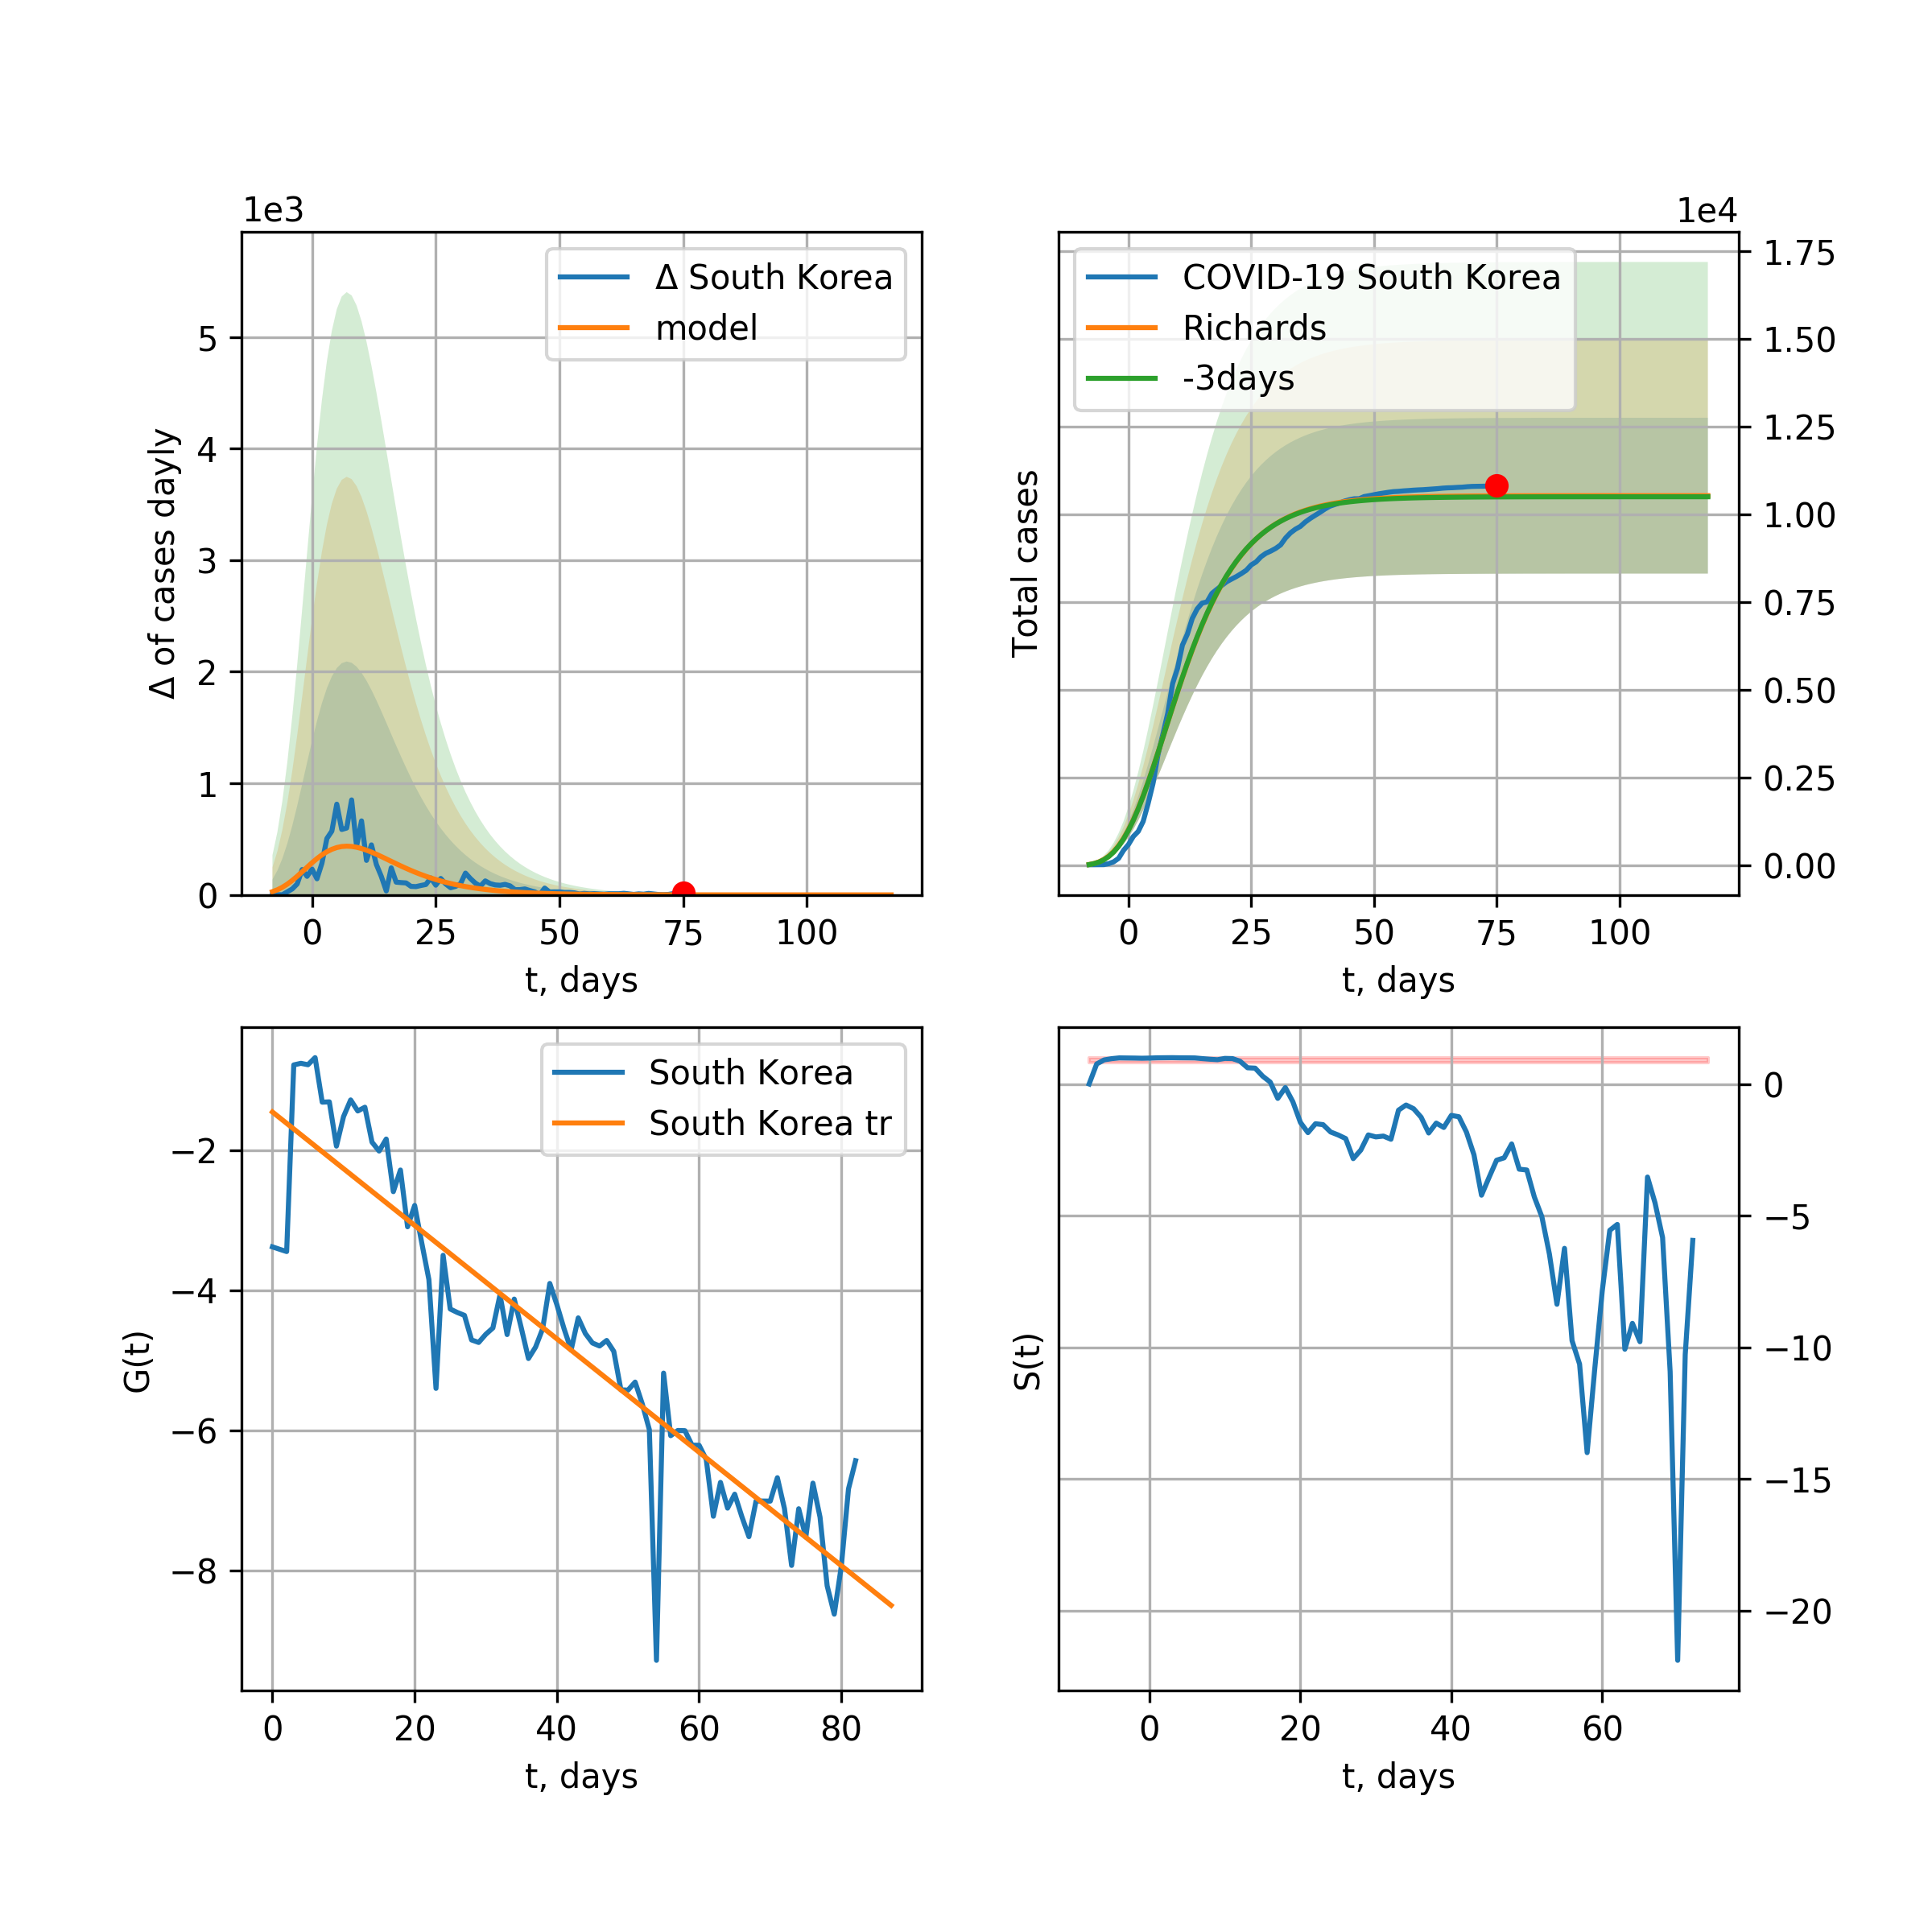 1e3
Δ South Korea
model
5
4
3
2
1
0
Δ of cases dayly
0 25 50 75 100
t, days
1e4
COVID-19 South Korea
Richards
-3days
1.75
1.50
1.25
1.00
0.75
0.50
0.25
0.00
Total cases
0 25 50 75 100
t, days
South Korea
South Korea tr
−2
−4
−6
−8
G(t)
0 20 40 60 80
t, days
0
−5
−10
−15
−20
S(t)
0 20 40 60
t, days